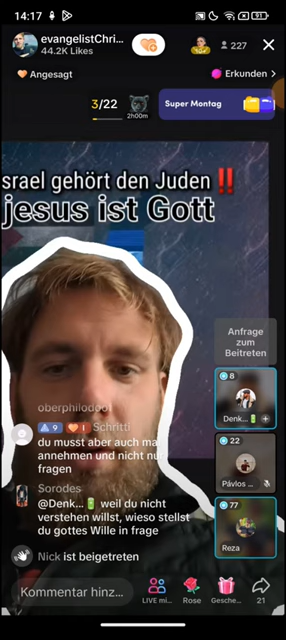 14:17
91
evangelistChri...
44.2K Likes
227
Angesagt
Erkunden
3/22
2h00m
Super Montag
srael gehört den Juden ‼️
jesus ist Gott
Anfrage
zum
Beitreten
8
Denk...🔋
22
Pávlos ...
77
Reza
oberphilodoo1
9 1 Schritti
du musst aber auch mal
annehmen und nicht nur
fragen
Sorodes
@Denk...🔋 weil du nicht
verstehen willst, wieso stellst
du gottes Wille in frage
Nick ist beigetreten
Kommentar hinz...
LIVE mi...
Rose
Gesche...
21